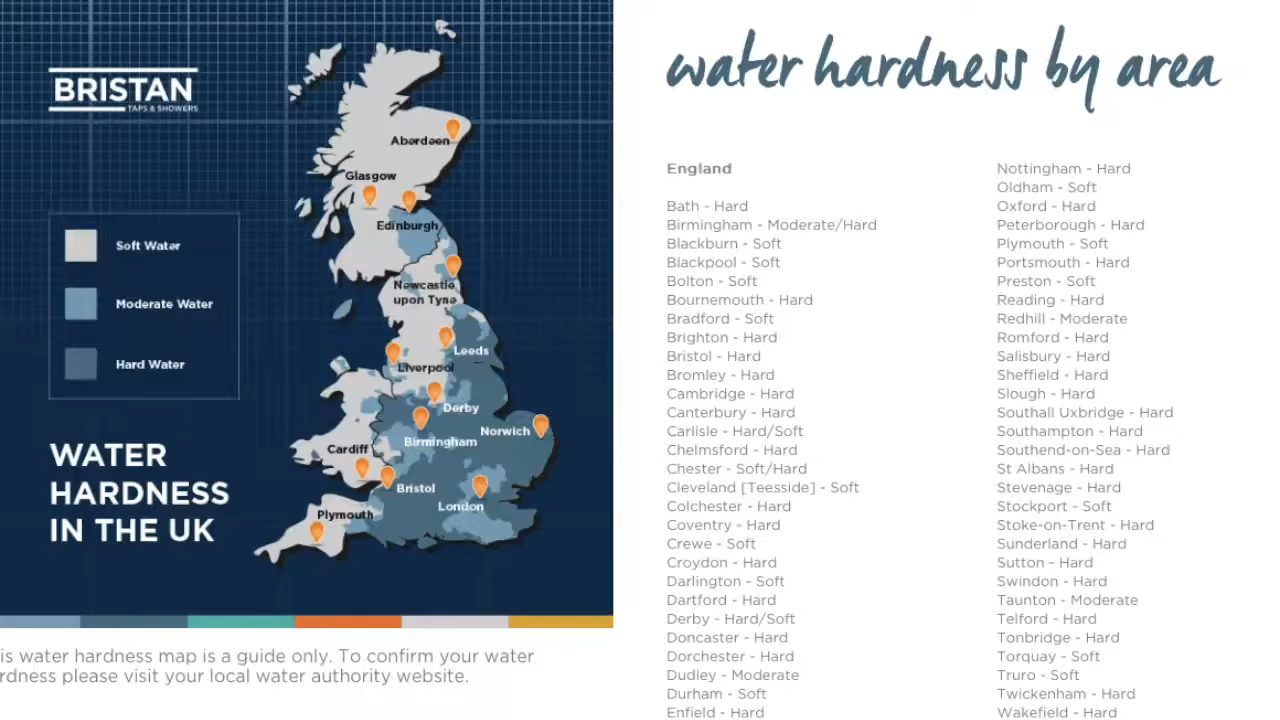 BRISTAN
TAPS & SHOWERS
Aberdeen
Glasgow
Edinburgh
Newcastle
upon Tyne
Leeds
Liverpool
Derby
Norwich
Birmingham
Cardiff
Bristol
London
Plymouth
Soft Water
Moderate Water
Hard Water
WATER
HARDNESS
IN THE UK
is water hardness map is a guide only. To confirm your water
rdness please visit your local water authority website.
water hardness by area
England
Bath - Hard
Birmingham - Moderate/Hard
Blackburn - Soft
Blackpool - Soft
Bolton - Soft
Bournemouth - Hard
Bradford - Soft
Brighton - Hard
Bristol - Hard
Bromley - Hard
Cambridge - Hard
Canterbury - Hard
Carlisle - Hard/Soft
Chelmsford - Hard
Chester - Soft/Hard
Cleveland [Teesside] - Soft
Colchester - Hard
Coventry - Hard
Crewe - Soft
Croydon - Hard
Darlington - Soft
Dartford - Hard
Derby - Hard/Soft
Doncaster - Hard
Dorchester - Hard
Dudley - Moderate
Durham - Soft
Enfield - Hard
Nottingham - Hard
Oldham - Soft
Oxford - Hard
Peterborough - Hard
Plymouth - Soft
Portsmouth - Hard
Preston - Soft
Reading - Hard
Redhill - Moderate
Romford - Hard
Salisbury - Hard
Sheffield - Hard
Slough - Hard
Southall Uxbridge - Hard
Southampton - Hard
Southend-on-Sea - Hard
St Albans - Hard
Stevenage - Hard
Stockport - Soft
Stoke-on-Trent - Hard
Sunderland - Hard
Sutton - Hard
Swindon - Hard
Taunton - Moderate
Telford - Hard
Tonbridge - Hard
Torquay - Soft
Truro - Soft
Twickenham - Hard
Wakefield - Hard